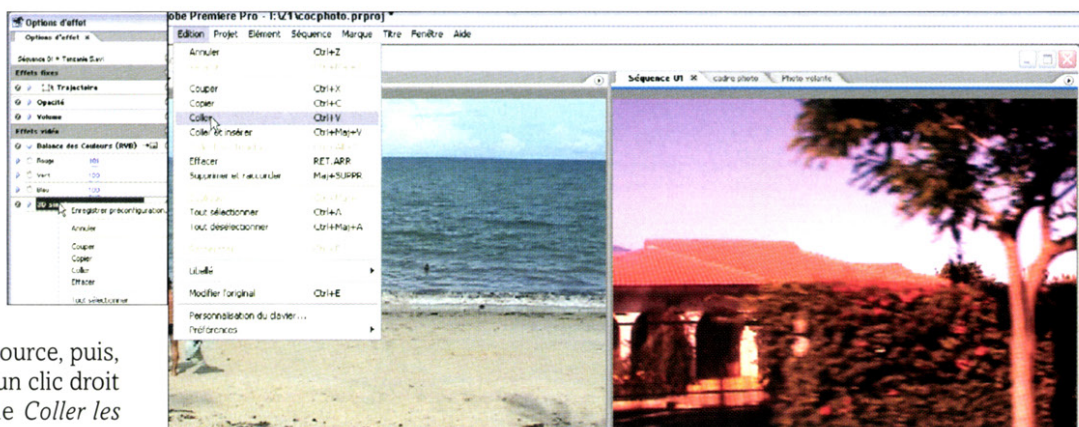 Options d'effet
Options d'effet
Séquence 01 * Tanzanie 5.avi
Effets fixes
Trajectoire
Opacité
Volume
Effets vidéo
Balance des Couleurs (RVB)
Rouge 101
Vert 100
Bleu 100
Enregistrer préconfiguration...
Annuler
Couper
Copier
Coller
Effacer
Tout sélectionner
obe Premiere Pro - I:\Z1\cocphoto.prproj *
Edition Projet Elément Séquence Marque Titre Fenêtre Aide
Annuler Ctrl+Z
Couper Ctrl+X
Copier Ctrl+C
Coller Ctrl+V
Coller et insérer Ctrl+Maj+V
Effacer RET.ARR
Supprimer et raccorder Maj+SUPPR
Tout sélectionner Ctrl+A
Tout désélectionner Ctrl+Maj+A
Libellé
Modifier l'original Ctrl+E
Personnalisation du clavier...
Préférences
Séquence 01 cadre photo Photo volante
ource, puis,
un clic droit
e Coller les